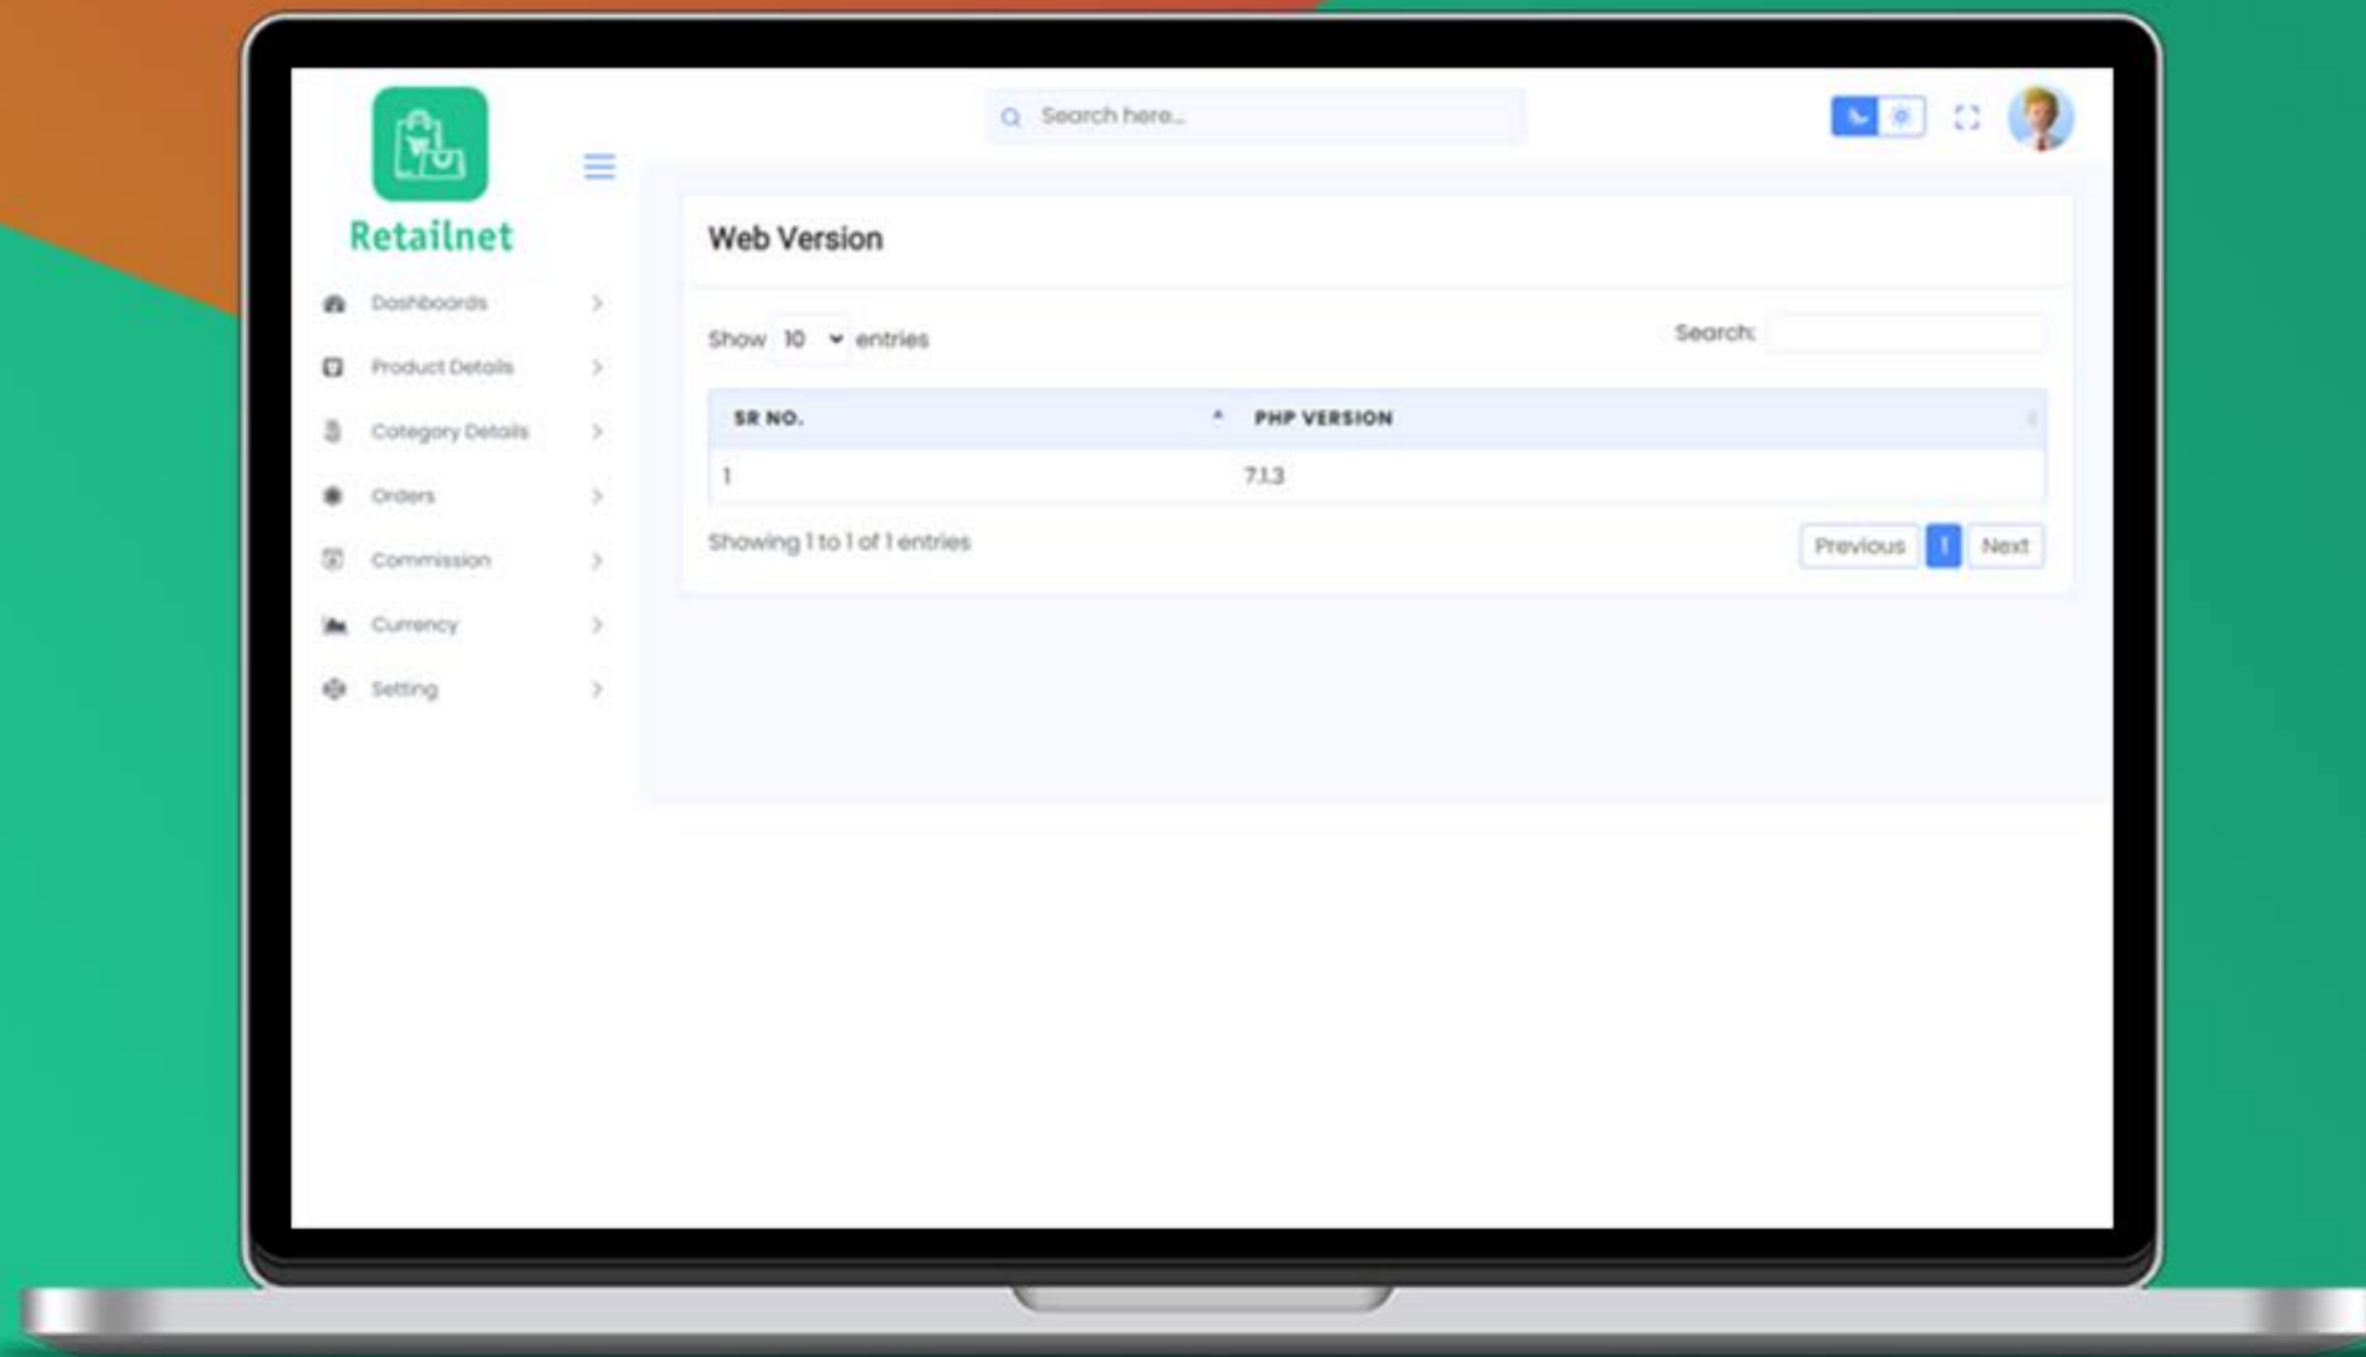 Retailnet
Search here...
Dashboards
Product Details
Category Details
Orders
Commission
Currency
Setting
Web Version
Show 10 entries
Search:
SR NO. PHP VERSION
1 7.1.3
Showing 1 to 1 of 1 entries
Previous 1 Next